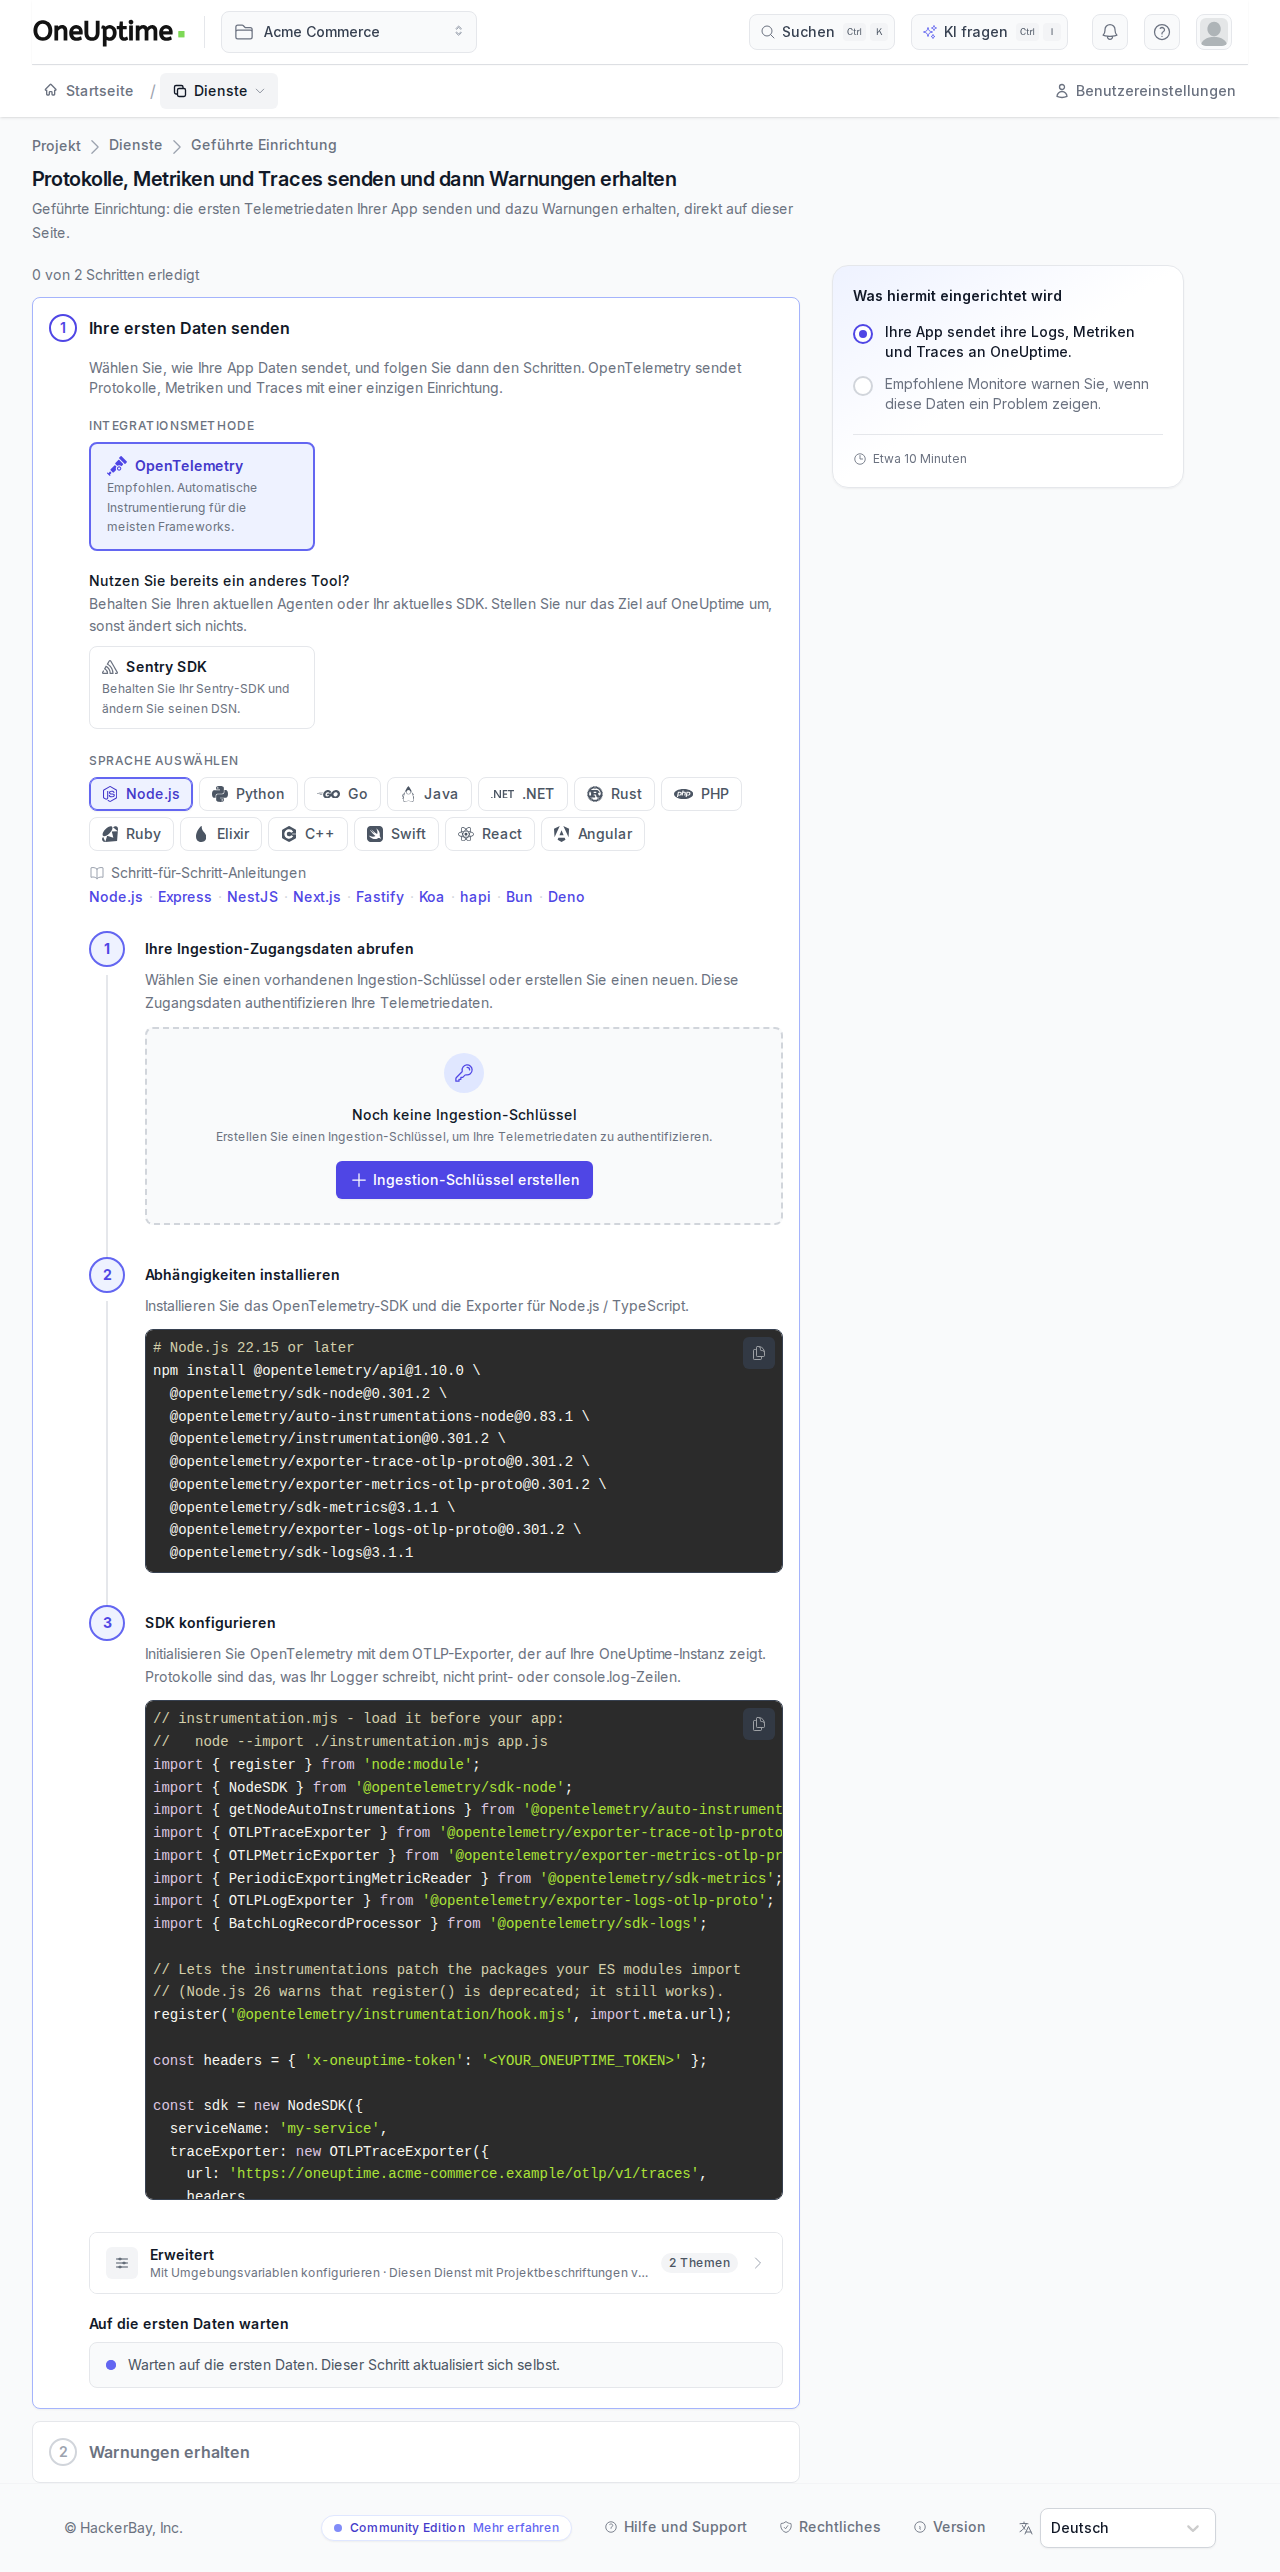 OneUptime
Acme Commerce
Suchen Ctrl K
KI fragen Ctrl I
Startseite / Dienste
Benutzereinstellungen
Projekt Dienste Geführte Einrichtung
Protokolle, Metriken und Traces senden und dann Warnungen erhalten
Geführte Einrichtung: die ersten Telemetriedaten Ihrer App senden und dazu Warnungen erhalten, direkt auf dieser
Seite.
0 von 2 Schritten erledigt
1 Ihre ersten Daten senden
Wählen Sie, wie Ihre App Daten sendet, und folgen Sie dann den Schritten. OpenTelemetry sendet
Protokolle, Metriken und Traces mit einer einzigen Einrichtung.
INTEGRATIONSMETHODE
OpenTelemetry
Empfohlen. Automatische
Instrumentierung für die
meisten Frameworks.
Nutzen Sie bereits ein anderes Tool?
Behalten Sie Ihren aktuellen Agenten oder Ihr aktuelles SDK. Stellen Sie nur das Ziel auf OneUptime um,
sonst ändert sich nichts.
Sentry SDK
Behalten Sie Ihr Sentry-SDK und
ändern Sie seinen DSN.
SPRACHE AUSWÄHLEN
Node.js Python Go Java .NET .NET Rust PHP
Ruby Elixir C++ Swift React Angular
Schritt-für-Schritt-Anleitungen
Node.js · Express · NestJS · Next.js · Fastify · Koa · hapi · Bun · Deno
1 Ihre Ingestion-Zugangsdaten abrufen
Wählen Sie einen vorhandenen Ingestion-Schlüssel oder erstellen Sie einen neuen. Diese
Zugangsdaten authentifizieren Ihre Telemetriedaten.
Noch keine Ingestion-Schlüssel
Erstellen Sie einen Ingestion-Schlüssel, um Ihre Telemetriedaten zu authentifizieren.
Ingestion-Schlüssel erstellen
2 Abhängigkeiten installieren
Installieren Sie das OpenTelemetry-SDK und die Exporter für Node.js / TypeScript.
# Node.js 22.15 or later
npm install @opentelemetry/api@1.10.0 \
@opentelemetry/sdk-node@0.301.2 \
@opentelemetry/auto-instrumentations-node@0.83.1 \
@opentelemetry/instrumentation@0.301.2 \
@opentelemetry/exporter-trace-otlp-proto@0.301.2 \
@opentelemetry/exporter-metrics-otlp-proto@0.301.2 \
@opentelemetry/sdk-metrics@3.1.1 \
@opentelemetry/exporter-logs-otlp-proto@0.301.2 \
@opentelemetry/sdk-logs@3.1.1
3 SDK konfigurieren
Initialisieren Sie OpenTelemetry mit dem OTLP-Exporter, der auf Ihre OneUptime-Instanz zeigt.
Protokolle sind das, was Ihr Logger schreibt, nicht print- oder console.log-Zeilen.
// instrumentation.mjs - load it before your app:
//   node --import ./instrumentation.mjs app.js
import { register } from 'node:module';
import { NodeSDK } from '@opentelemetry/sdk-node';
import { getNodeAutoInstrumentations } from '@opentelemetry/auto-instrument
import { OTLPTraceExporter } from '@opentelemetry/exporter-trace-otlp-proto
import { OTLPMetricExporter } from '@opentelemetry/exporter-metrics-otlp-pr
import { PeriodicExportingMetricReader } from '@opentelemetry/sdk-metrics';
import { OTLPLogExporter } from '@opentelemetry/exporter-logs-otlp-proto';
import { BatchLogRecordProcessor } from '@opentelemetry/sdk-logs';
// Lets the instrumentations patch the packages your ES modules import
// (Node.js 26 warns that register() is deprecated; it still works).
register('@opentelemetry/instrumentation/hook.mjs', import.meta.url);
const headers = { 'x-oneuptime-token': '<YOUR_ONEUPTIME_TOKEN>' };
const sdk = new NodeSDK({
serviceName: 'my-service',
traceExporter: new OTLPTraceExporter({
url: 'https://oneuptime.acme-commerce.example/otlp/v1/traces',
headers
Erweitert
Mit Umgebungsvariablen konfigurieren · Diesen Dienst mit Projektbeschriftungen v...
2 Themen
Auf die ersten Daten warten
Warten auf die ersten Daten. Dieser Schritt aktualisiert sich selbst.
2 Warnungen erhalten
Was hiermit eingerichtet wird
Ihre App sendet ihre Logs, Metriken
und Traces an OneUptime.
Empfohlene Monitore warnen Sie, wenn
diese Daten ein Problem zeigen.
Etwa 10 Minuten
© HackerBay, Inc.
Community Edition Mehr erfahren
Hilfe und Support
Rechtliches
Version
Deutsch